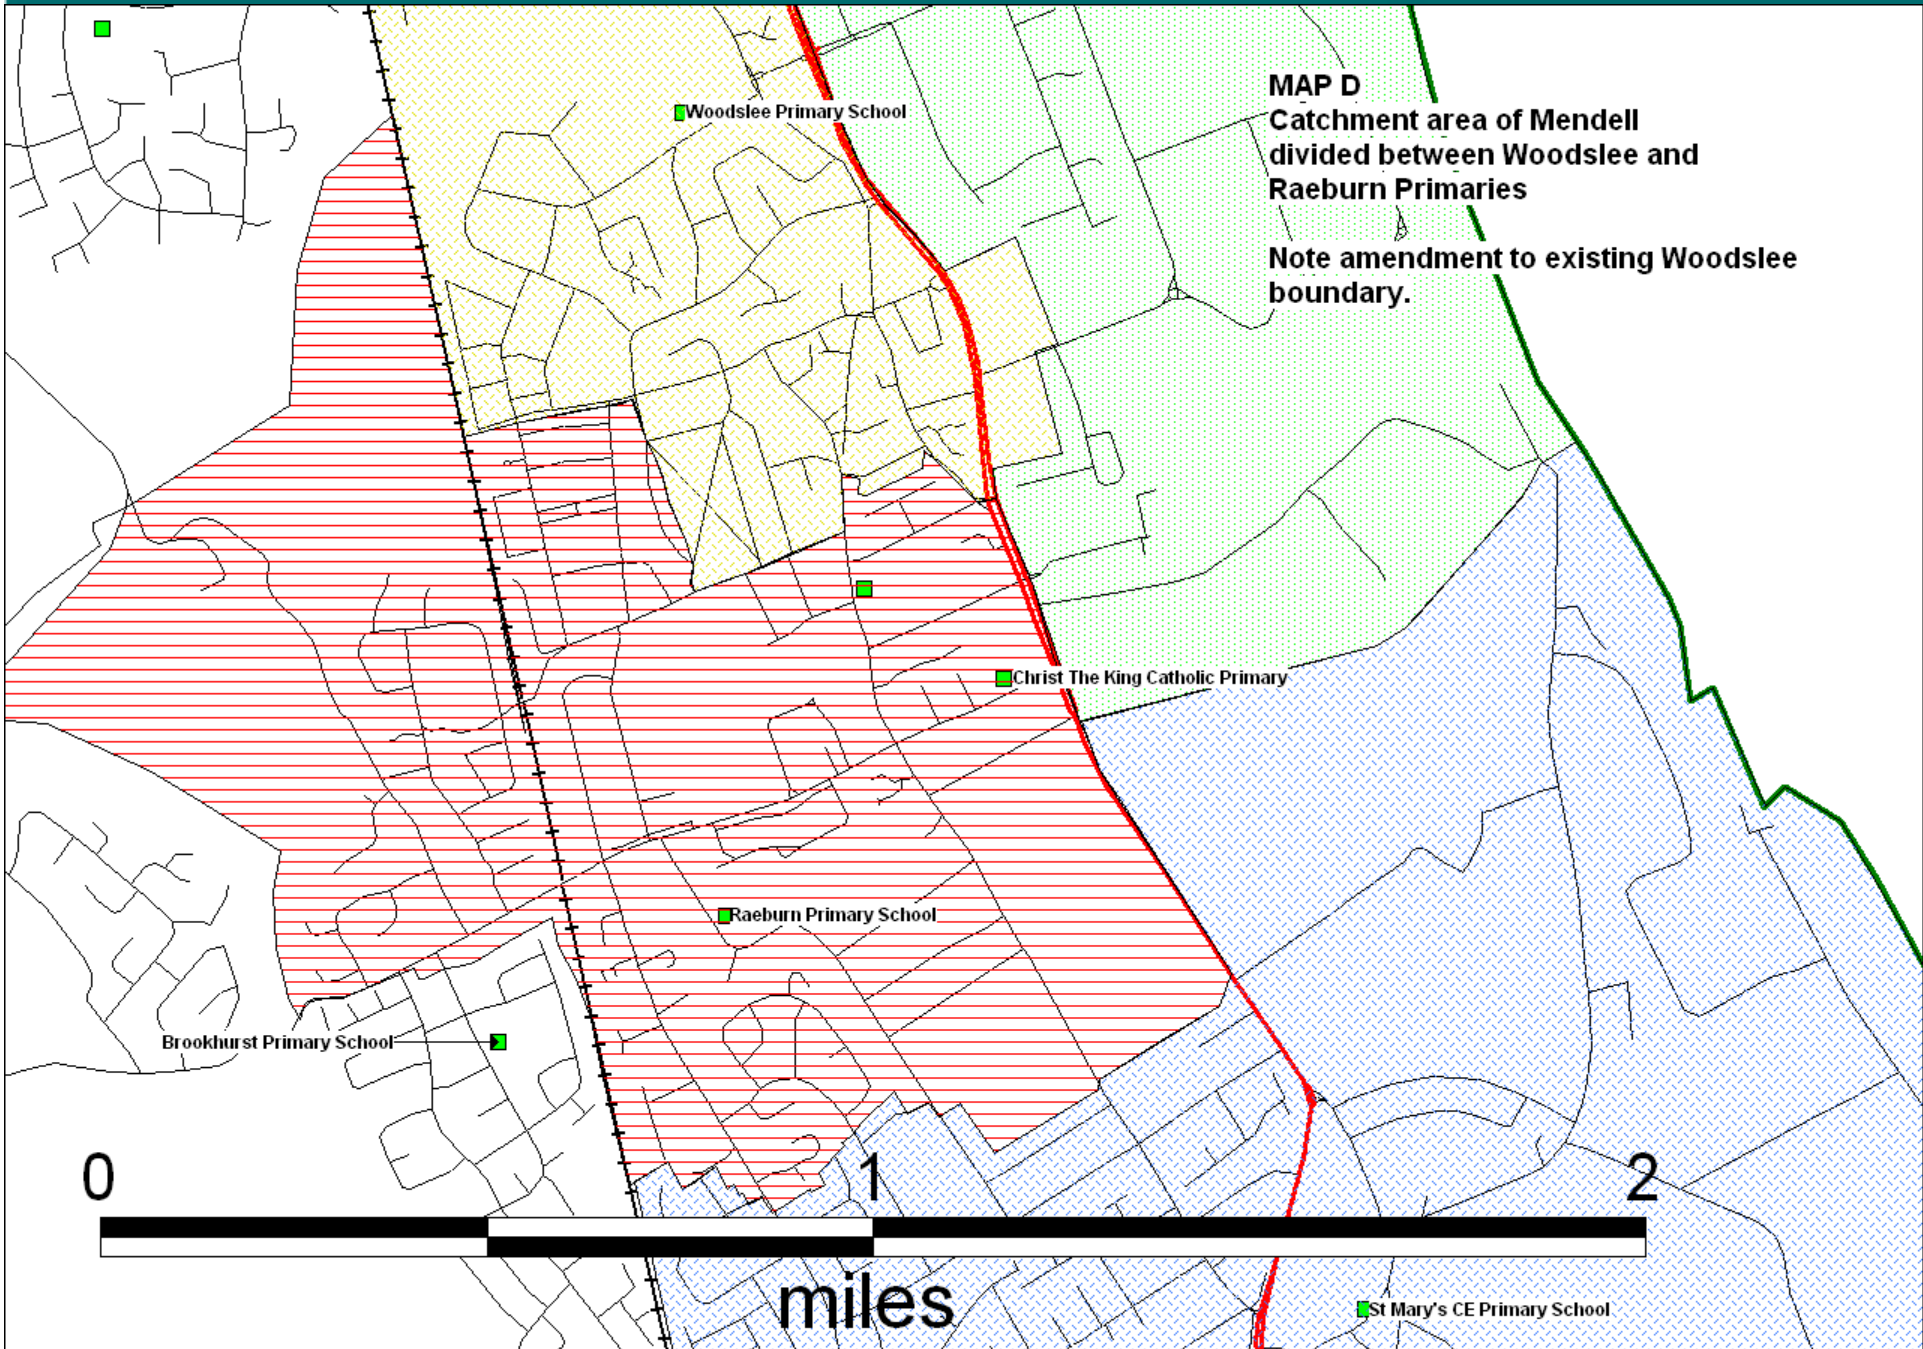 MAP D
Catchment area of Mendell
divided between Woodslee and
Raeburn Primaries
Note amendment to existing Woodslee
boundary.
Woodslee Primary School
Christ The King Catholic Primary
Raeburn Primary School
Brookhurst Primary School
0
1
2
miles
St Mary's CE Primary School